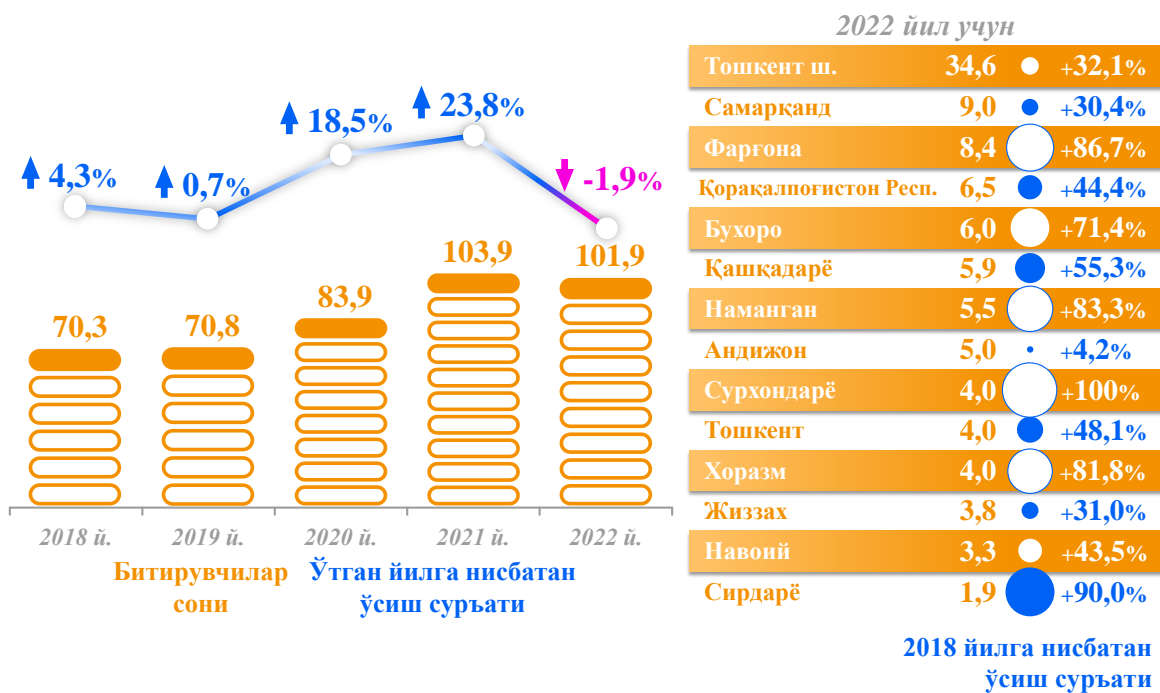 4,3%
0,7%
18,5%
23,8%
-1,9%
70,3
70,8
83,9
103,9
101,9
2018 й.
2019 й.
2020 й.
2021 й.
2022 й.
Битирувчилар
сони
Ўтган йилга нисбатан
ўсиш суръати
2022 йил учун
Тошкент ш. 34,6 +32,1%
Самарқанд 9,0 +30,4%
Фарғона 8,4 +86,7%
Қорақалпоғистон Респ. 6,5 +44,4%
Бухоро 6,0 +71,4%
Қашқадарё 5,9 +55,3%
Наманган 5,5 +83,3%
Андижон 5,0 +4,2%
Сурхондарё 4,0 +100%
Тошкент 4,0 +48,1%
Хоразм 4,0 +81,8%
Жиззах 3,8 +31,0%
Навоий 3,3 +43,5%
Сирдарё 1,9 +90,0%
2018 йилга нисбатан
ўсиш суръати